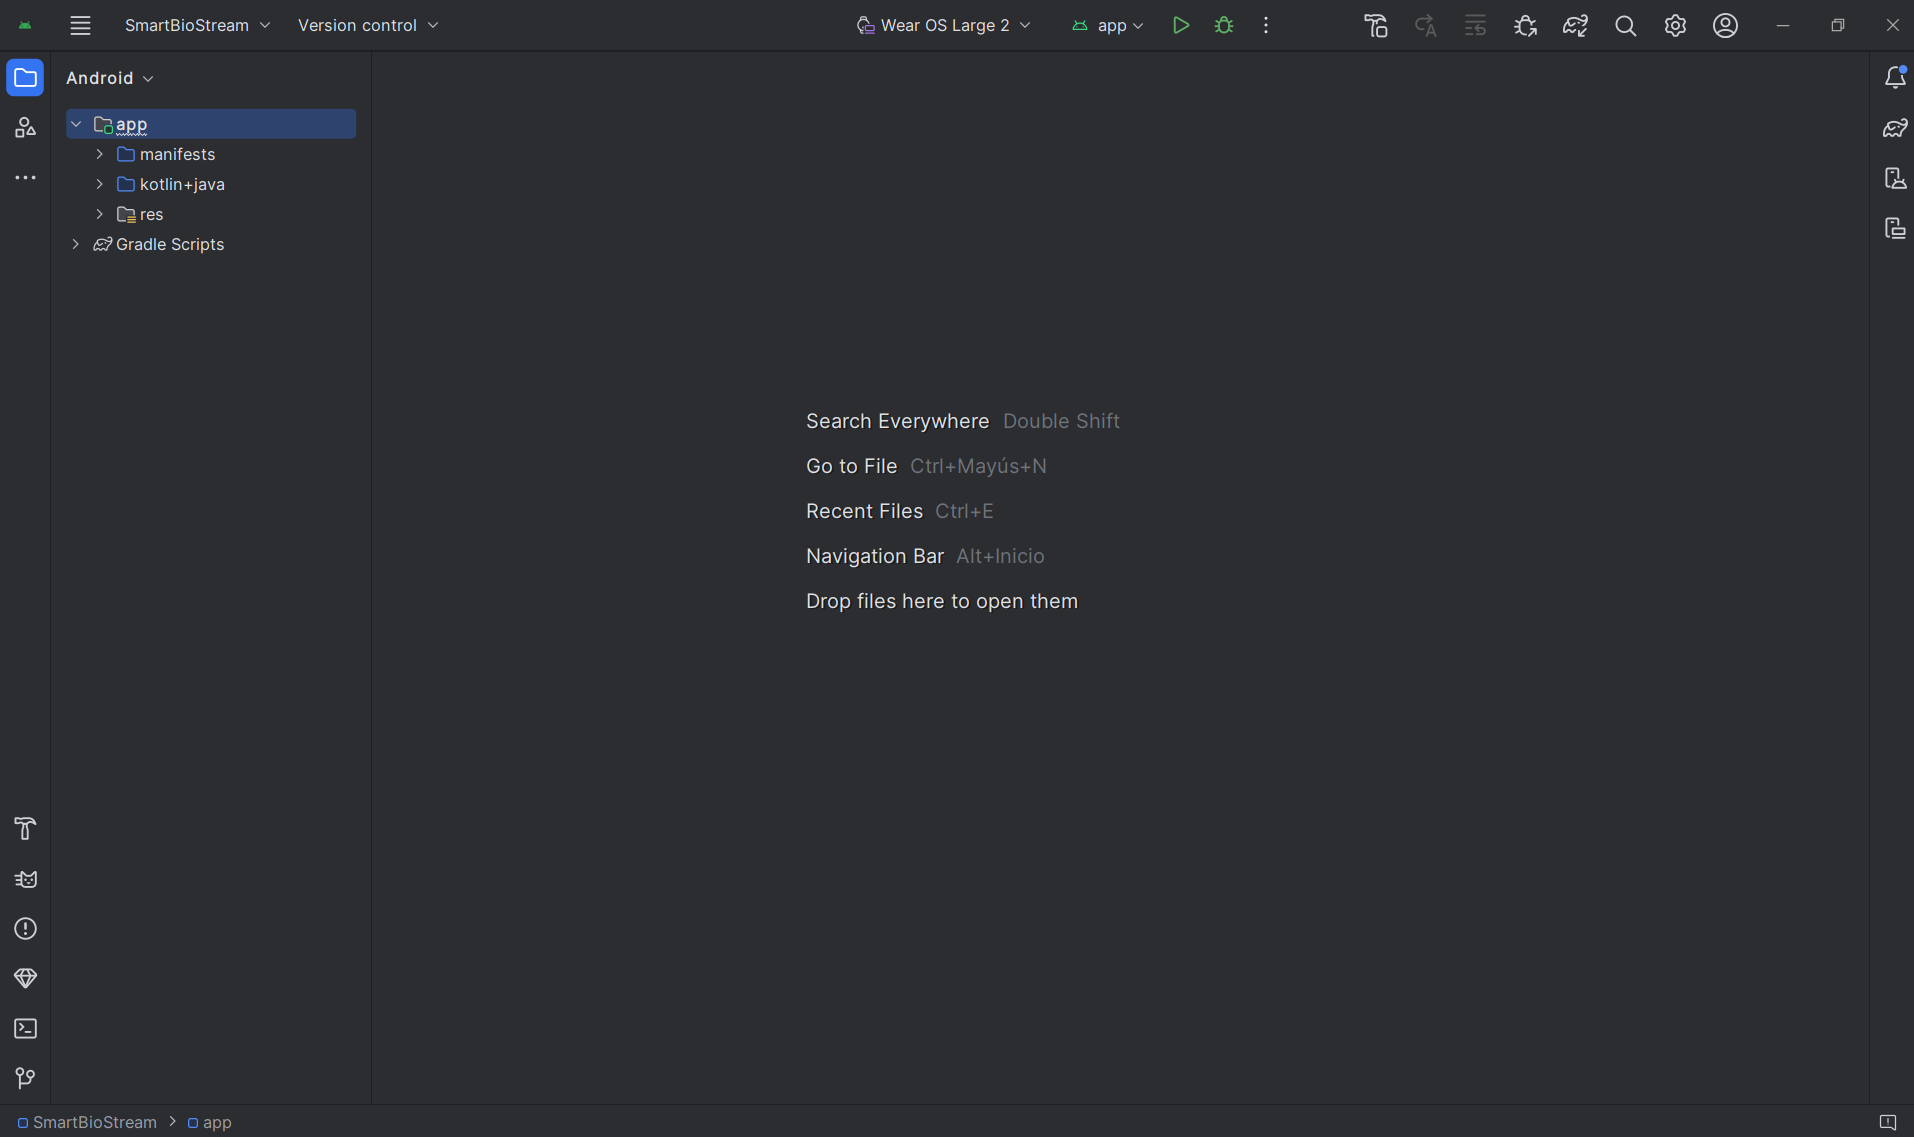 SmartBioStream
Version control
Wear OS Large 2
app
Android
app
manifests
kotlin+java
res
Gradle Scripts
Search Everywhere Double Shift
Go to File Ctrl+Mayús+N
Recent Files Ctrl+E
Navigation Bar Alt+Inicio
Drop files here to open them
SmartBioStream
app